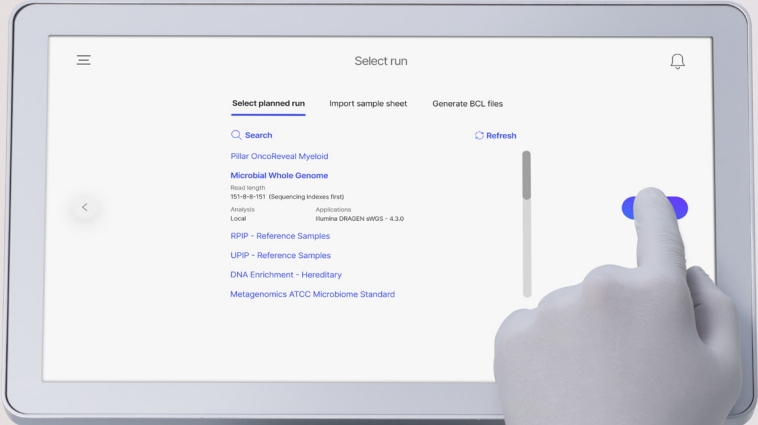 Select run
Select planned run Import sample sheet Generate BCL files
Search Refresh
Pillar OncoReveal Myeloid
Microbial Whole Genome
Read length
151-8-8-151 (Sequencing Indexes first)
Analysis Applications
Local Illumina DRAGEN sWGS - 4.3.0
RPIP - Reference Samples
UPIP - Reference Samples
DNA Enrichment - Hereditary
Metagenomics ATCC Microbiome Standard